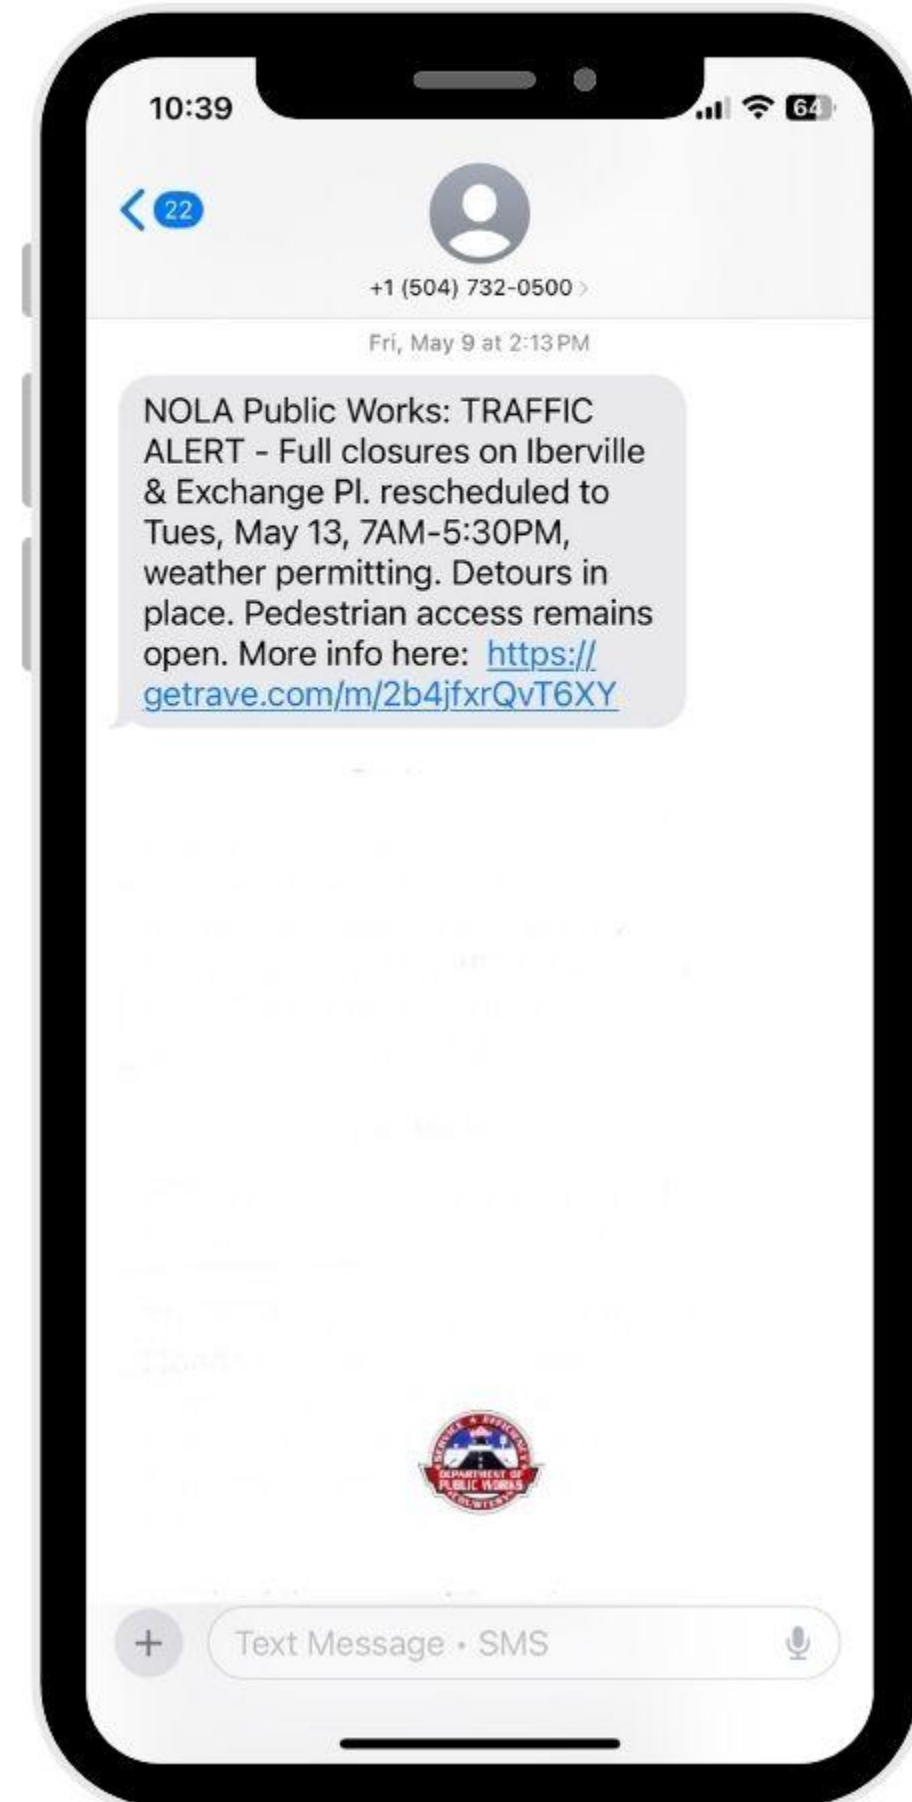 10:39
64
22
+1 (504) 732-0500
Fri, May 9 at 2:13 PM
NOLA Public Works: TRAFFIC
ALERT - Full closures on Iberville
& Exchange Pl. rescheduled to
Tues, May 13, 7AM-5:30PM,
weather permitting. Detours in
place. Pedestrian access remains
open. More info here: https://
getrave.com/m/2b4jfxrQvT6XY
SERVICE ★ EFFICIENCY
DEPARTMENT OF
PUBLIC WORKS
COURTESY
Text Message • SMS